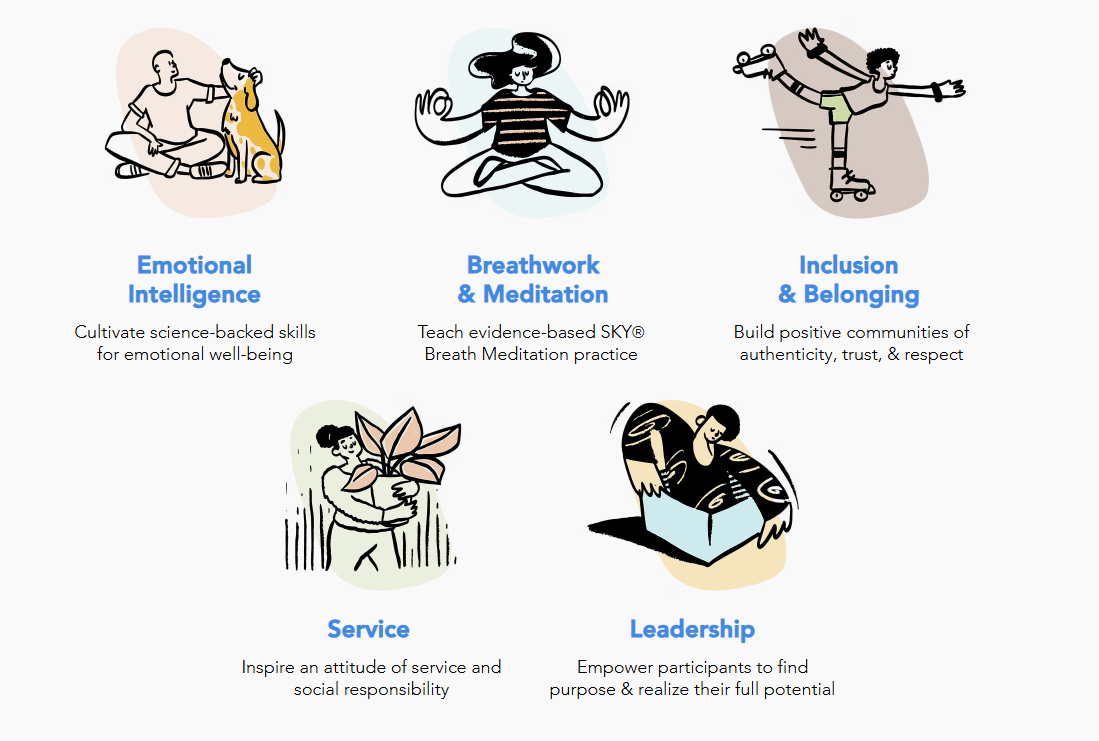 Emotional
Intelligence
Cultivate science-backed skills
for emotional well-being
Breathwork
& Meditation
Teach evidence-based SKY®
Breath Meditation practice
Inclusion
& Belonging
Build positive communities of
authenticity, trust, & respect
Service
Inspire an attitude of service and
social responsibility
Leadership
Empower participants to find
purpose & realize their full potential